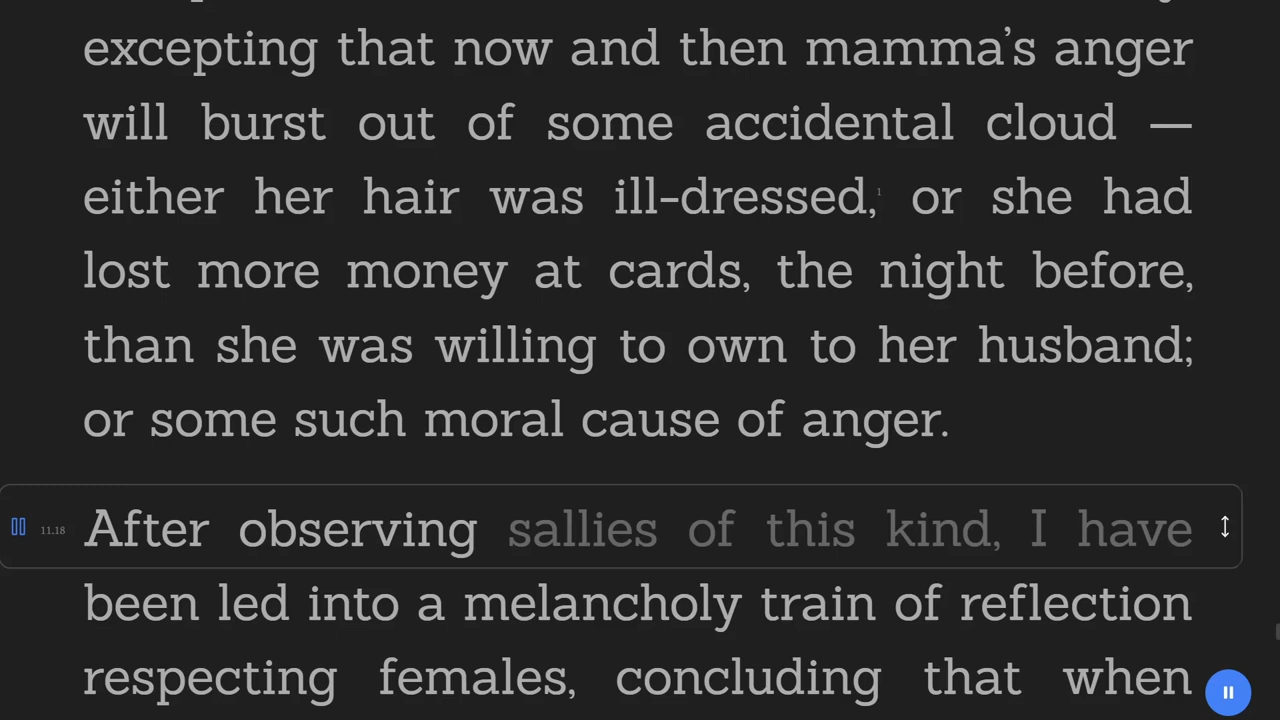 excepting that now and then mamma’s anger
will burst out of some accidental cloud —
either her hair was ill-dressed,1 or she had
lost more money at cards, the night before,
than she was willing to own to her husband;
or some such moral cause of anger.
11.18 After observing sallies of this kind, I have
been led into a melancholy train of reflection
respecting females, concluding that when